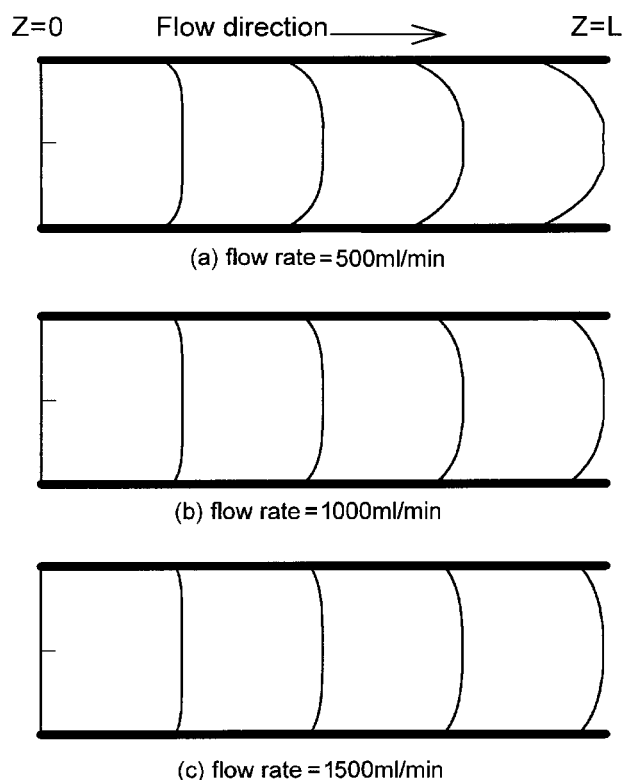 Z=0 Flow direction Z=L
(a) flow rate=500ml/min
(b) flow rate=1000ml/min
(c) flow rate=1500ml/min